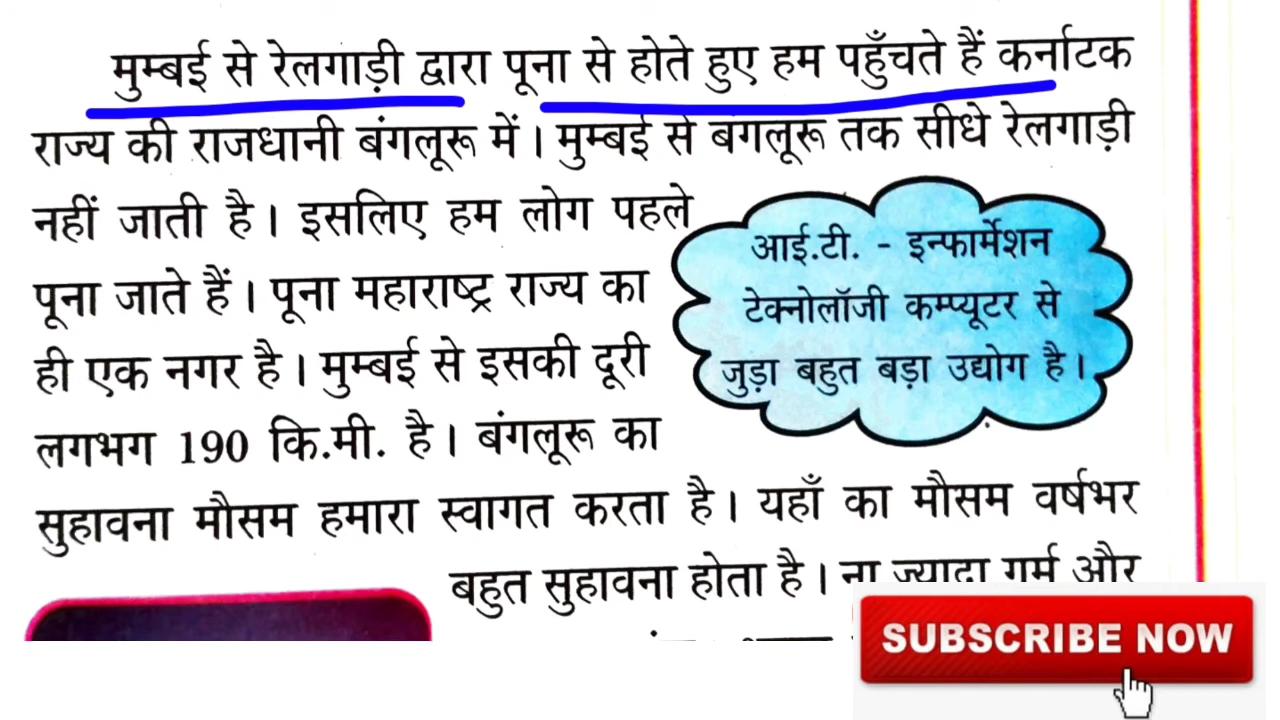 मुम्बई से रेलगाड़ी द्वारा पूना से होते हुए हम पहुँचते हैं कर्नाटक
राज्य की राजधानी बंगलूरू में। मुम्बई से बगलूरू तक सीधे रेलगाड़ी
नहीं जाती है। इसलिए हम लोग पहले
पूना जाते हैं। पूना महाराष्ट्र राज्य का
ही एक नगर है। मुम्बई से इसकी दूरी
लगभग 190 कि.मी. है। बंगलूरू का
आई.टी. - इन्फार्मेशन
टेक्नोलॉजी कम्प्यूटर से
जुड़ा बहुत बड़ा उद्योग है।
सुहावना मौसम हमारा स्वागत करता है। यहाँ का मौसम वर्षभर
बहुत सुहावना होता है। ना ज्यादा गर्म और
SUBSCRIBE NOW